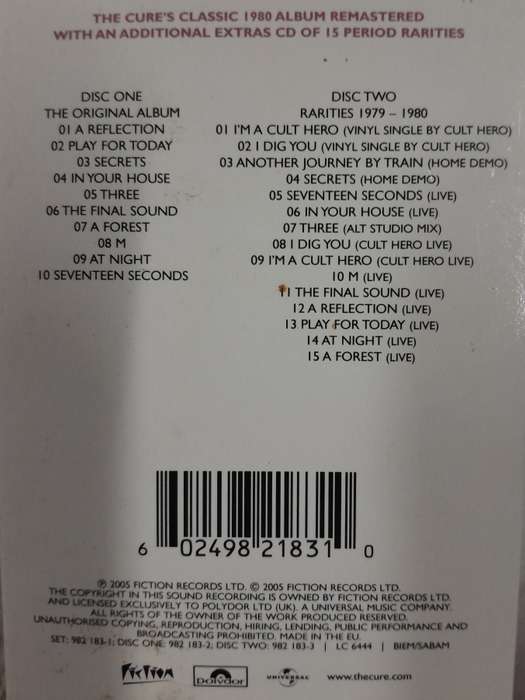 THE CURE'S CLASSIC 1980 ALBUM REMASTERED
WITH AN ADDITIONAL EXTRAS CD OF 15 PERIOD RARITIES
DISC ONE
THE ORIGINAL ALBUM
01 A REFLECTION
02 PLAY FOR TODAY
03 SECRETS
04 IN YOUR HOUSE
05 THREE
06 THE FINAL SOUND
07 A FOREST
08 M
09 AT NIGHT
10 SEVENTEEN SECONDS
DISC TWO
RARITIES 1979 – 1980
01 I'M A CULT HERO (VINYL SINGLE BY CULT HERO)
02 I DIG YOU (VINYL SINGLE BY CULT HERO)
03 ANOTHER JOURNEY BY TRAIN (HOME DEMO)
04 SECRETS (HOME DEMO)
05 SEVENTEEN SECONDS (LIVE)
06 IN YOUR HOUSE (LIVE)
07 THREE (ALT STUDIO MIX)
08 I DIG YOU (CULT HERO LIVE)
09 I'M A CULT HERO (CULT HERO LIVE)
10 M (LIVE)
11 THE FINAL SOUND (LIVE)
12 A REFLECTION (LIVE)
13 PLAY FOR TODAY (LIVE)
14 AT NIGHT (LIVE)
15 A FOREST (LIVE)
6 02498 21831 0
℗ 2005 FICTION RECORDS LTD. © 2005 FICTION RECORDS LTD.
THE COPYRIGHT IN THIS SOUND RECORDING IS OWNED BY FICTION RECORDS LTD.
AND LICENSED EXCLUSIVELY TO POLYDOR LTD (UK). A UNIVERSAL MUSIC COMPANY.
ALL RIGHTS OF THE OWNER OF THE WORK PRODUCED RESERVED.
UNAUTHORISED COPYING, REPRODUCTION, HIRING, LENDING, PUBLIC PERFORMANCE AND
BROADCASTING PROHIBITED. MADE IN THE EU.
SET: 982 183-1: DISC ONE: 982 183-2; DISC TWO: 982 183-3 | LC 6444 | BIEM/SABAM
Fiction
Polydor
UNIVERSAL
www.thecure.com